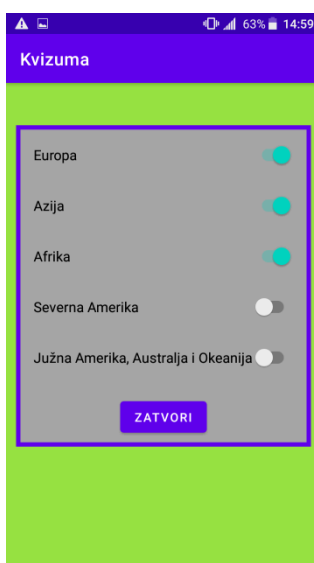 63% 14:59
Kvizuma
Europa
Azija
Afrika
Severna Amerika
Južna Amerika, Australja i Okeanija
ZATVORI